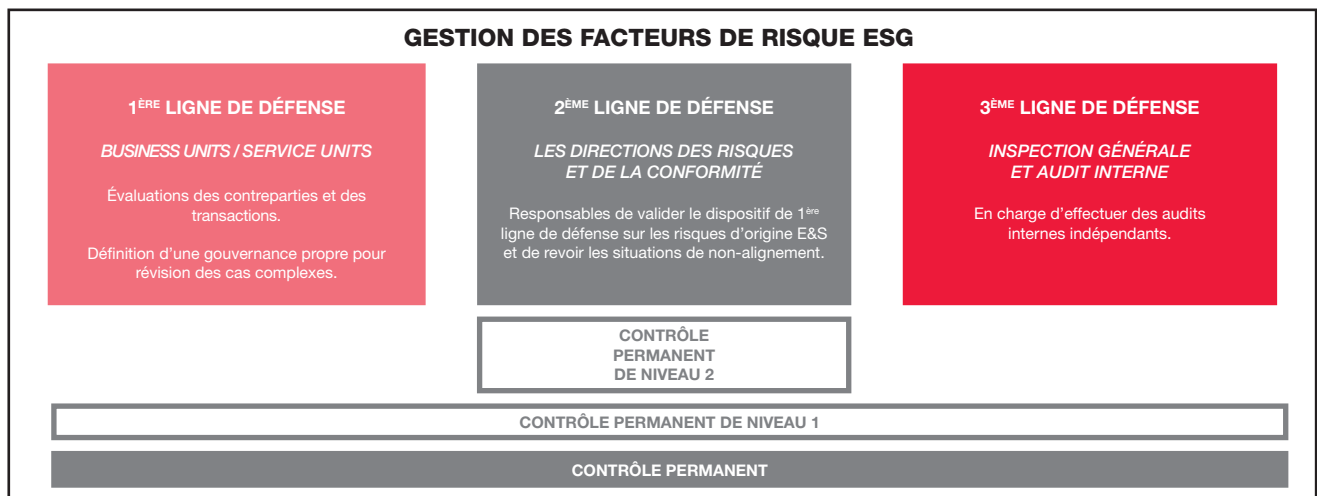 GESTION DES FACTEURS DE RISQUE ESG
1ÈRE LIGNE DE DÉFENSE
BUSINESS UNITS / SERVICE UNITS
Évaluations des contreparties et des
transactions.
Définition d'une gouvernance propre pour
révision des cas complexes.
2ÈME LIGNE DE DÉFENSE
LES DIRECTIONS DES RISQUES
ET DE LA CONFORMITÉ
Responsables de valider le dispositif de 1ère
ligne de défense sur les risques d'origine E&S
et de revoir les situations de non-alignement.
3ÈME LIGNE DE DÉFENSE
INSPECTION GÉNÉRALE
ET AUDIT INTERNE
En charge d'effectuer des audits
internes indépendants.
CONTRÔLE
PERMANENT
DE NIVEAU 2
CONTRÔLE PERMANENT DE NIVEAU 1
CONTRÔLE PERMANENT